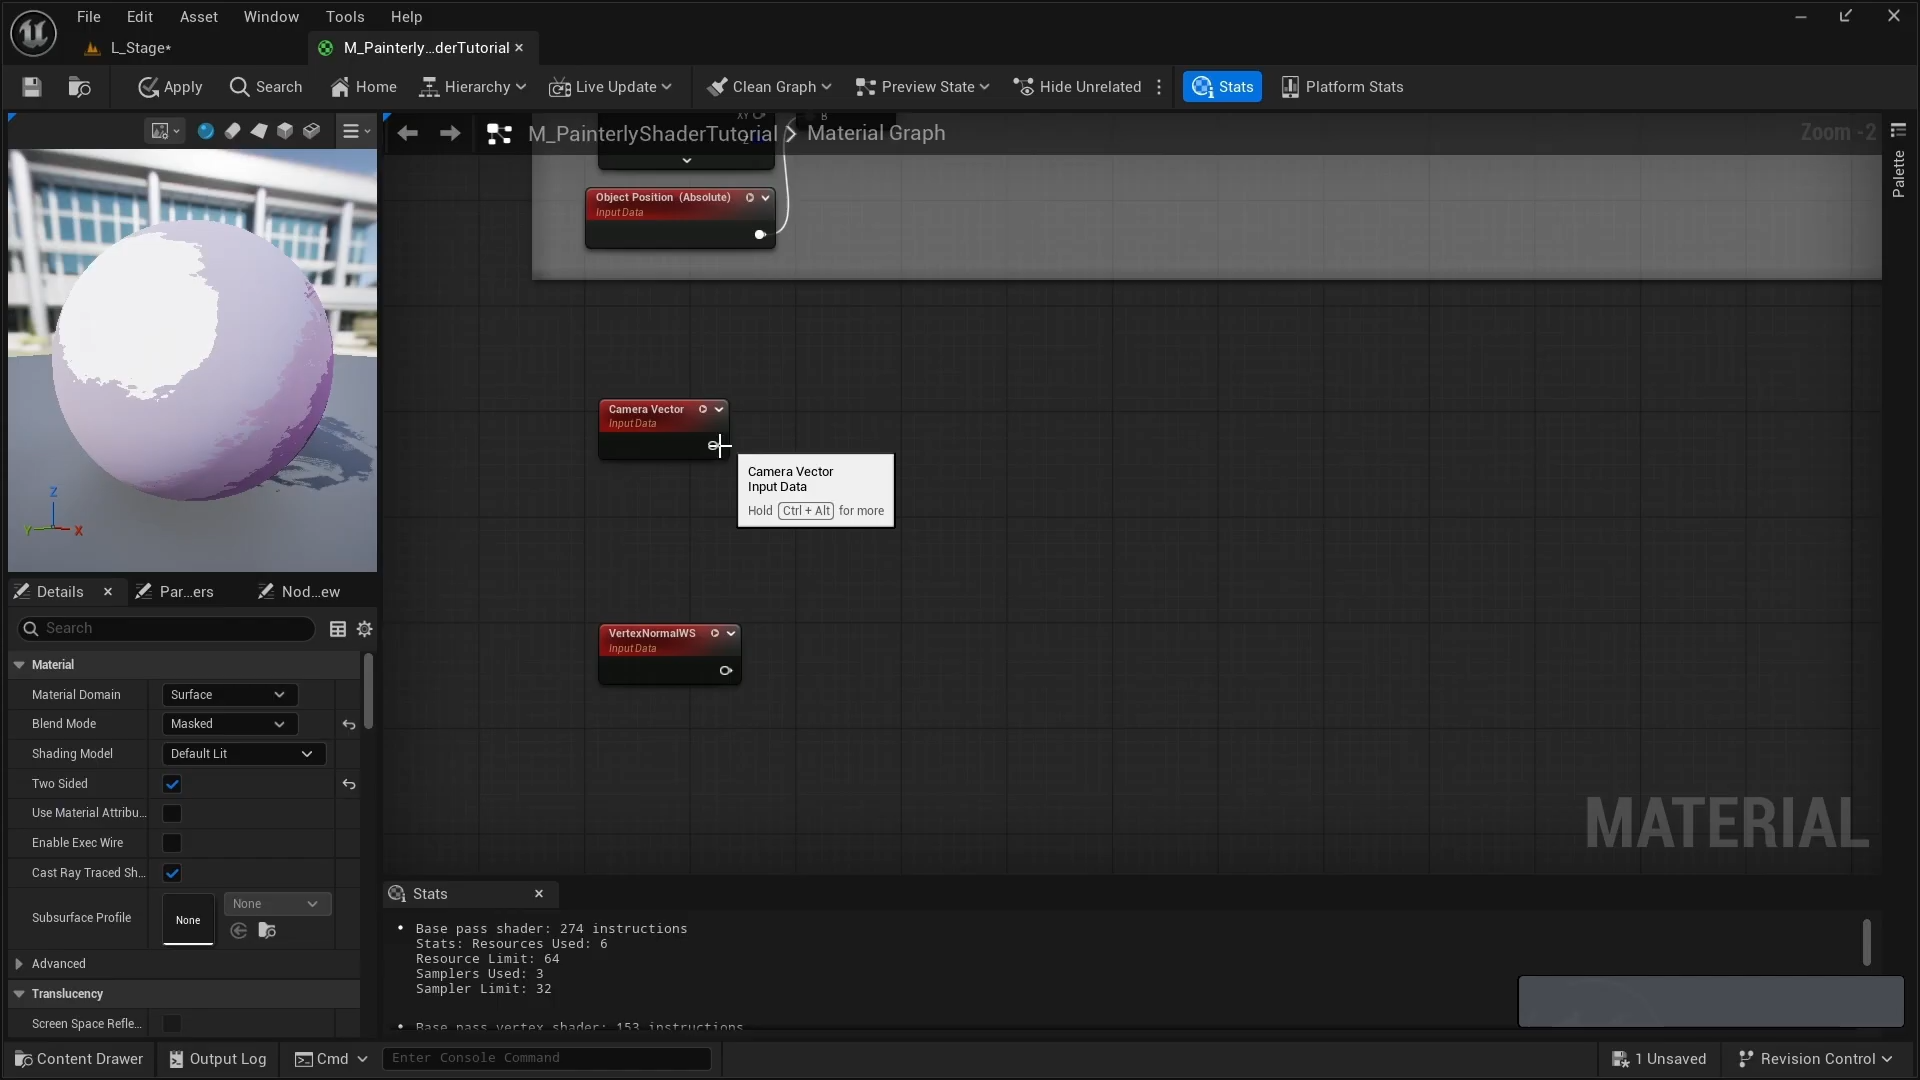 File Edit Asset Window Tools Help
L_Stage*
M_Painterly…derTutorial
Apply Search Home Hierarchy Live Update Clean Graph Preview State Hide Unrelated Stats Platform Stats
M_PainterlyShaderTutorial > Material Graph
Zoom -2
Palette
XY
B
Object Position (Absolute)
Input Data
Camera Vector
Input Data
Camera Vector
Input Data
Hold Ctrl + Alt for more
VertexNormalWS
Input Data
MATERIAL
Z
Y X
Details Par…ers Nod…ew
Search
Material
Material Domain Surface
Blend Mode Masked
Shading Model Default Lit
Two Sided
Use Material Attribu…
Enable Exec Wire
Cast Ray Traced Sh…
Subsurface Profile None None
Advanced
Translucency
Screen Space Refle…
Stats
• Base pass shader: 274 instructions
Stats: Resources Used: 6
Resource Limit: 64
Samplers Used: 3
Sampler Limit: 32
• Base pass vertex shader: 153 instructions
Content Drawer Output Log Cmd Enter Console Command 1 Unsaved Revision Control